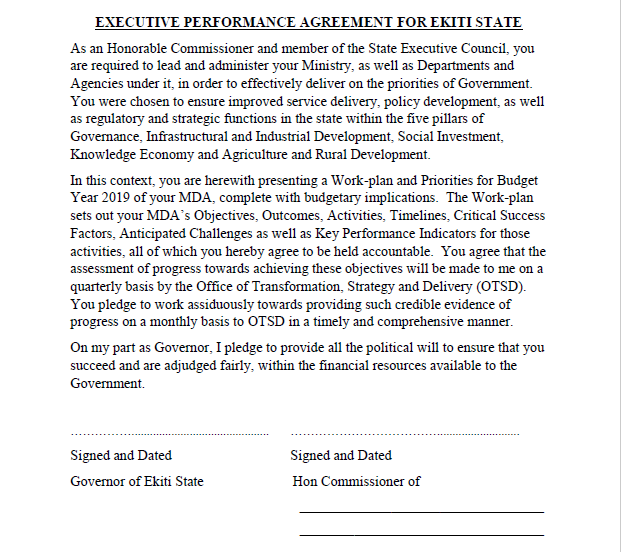 EXECUTIVE PERFORMANCE AGREEMENT FOR EKITI STATE
As an Honorable Commissioner and member of the State Executive Council, you
are required to lead and administer your Ministry, as well as Departments and
Agencies under it, in order to effectively deliver on the priorities of Government.
You were chosen to ensure improved service delivery, policy development, as well
as regulatory and strategic functions in the state within the five pillars of
Governance, Infrastructural and Industrial Development, Social Investment,
Knowledge Economy and Agriculture and Rural Development.
In this context, you are herewith presenting a Work-plan and Priorities for Budget
Year 2019 of your MDA, complete with budgetary implications. The Work-plan
sets out your MDA's Objectives, Outcomes, Activities, Timelines, Critical Success
Factors, Anticipated Challenges as well as Key Performance Indicators for those
activities, all of which you hereby agree to be held accountable. You agree that the
assessment of progress towards achieving these objectives will be made to me on a
quarterly basis by the Office of Transformation, Strategy and Delivery (OTSD).
You pledge to work assiduously towards providing such credible evidence of
progress on a monthly basis to OTSD in a timely and comprehensive manner.
On my part as Governor, I pledge to provide all the political will to ensure that you
succeed and are adjudged fairly, within the financial resources available to the
Government.
Signed and Dated Signed and Dated
Governor of Ekiti State Hon Commissioner of